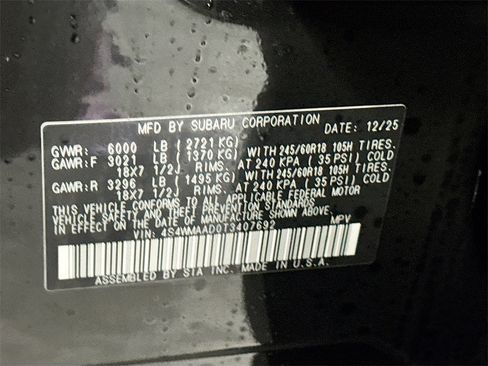 MFD BY SUBARU CORPORATION DATE: 12/25
GVWR: 6000 LB (2721 KG)
GAWR:F 3021 LB (1370 KG) WITH 245/60R18 105H TIRES.
18X7 1/2J RIMS. AT 240 KPA (35 PSI) COLD
GAWR:R 3296 LB (1495 KG) WITH 245/60R18 105H TIRES.
18X7 1/2J RIMS. AT 240 KPA (35 PSI) COLD
THIS VEHICLE CONFORMS TO ALL APPLICABLE FEDERAL MOTOR
VEHICLE SAFETY AND THEFT PREVENTION STANDARDS
IN EFFECT ON THE DATE OF MANUFACTURE SHOWN ABOVE.
VIN: 4S4WMAAD0T3407692 MPV
ASSEMBLED BY SIA INC. MADE IN U.S.A.